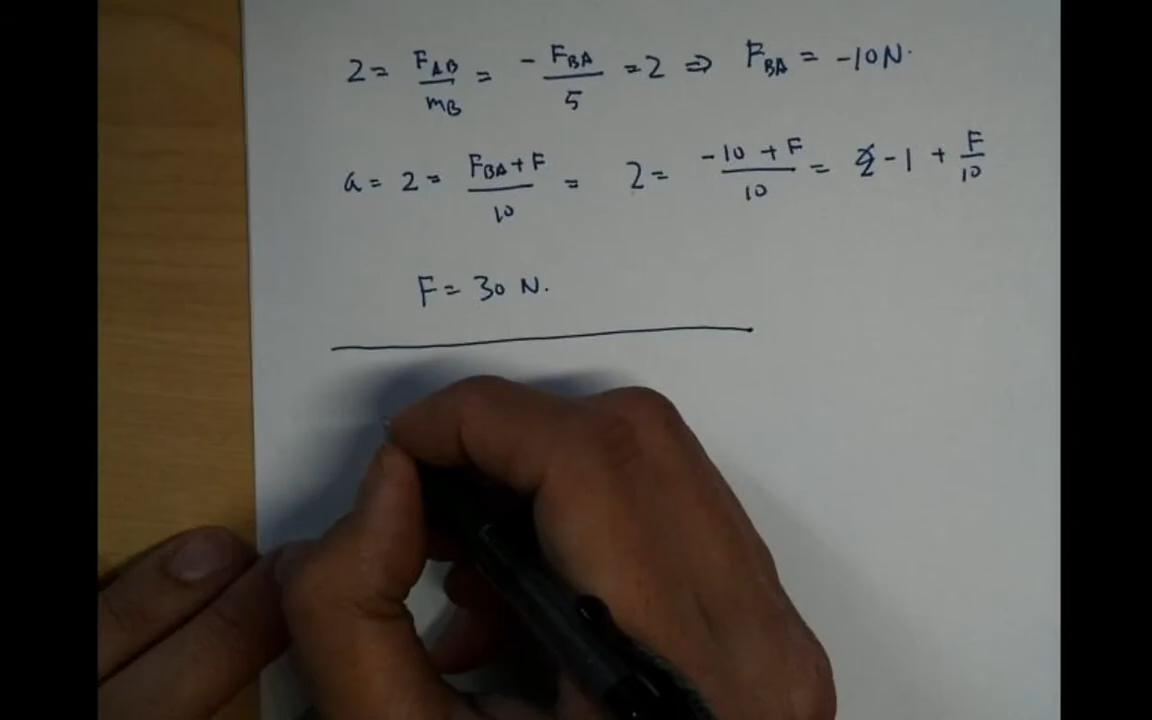 2 = F_AB/m_B = - F_BA/5 = 2 ⇒ F_BA = -10N.
a = 2 = F_BA + F/10 = 2 = -10 + F/10 = 2 - 1 + F/10
F = 30 N.